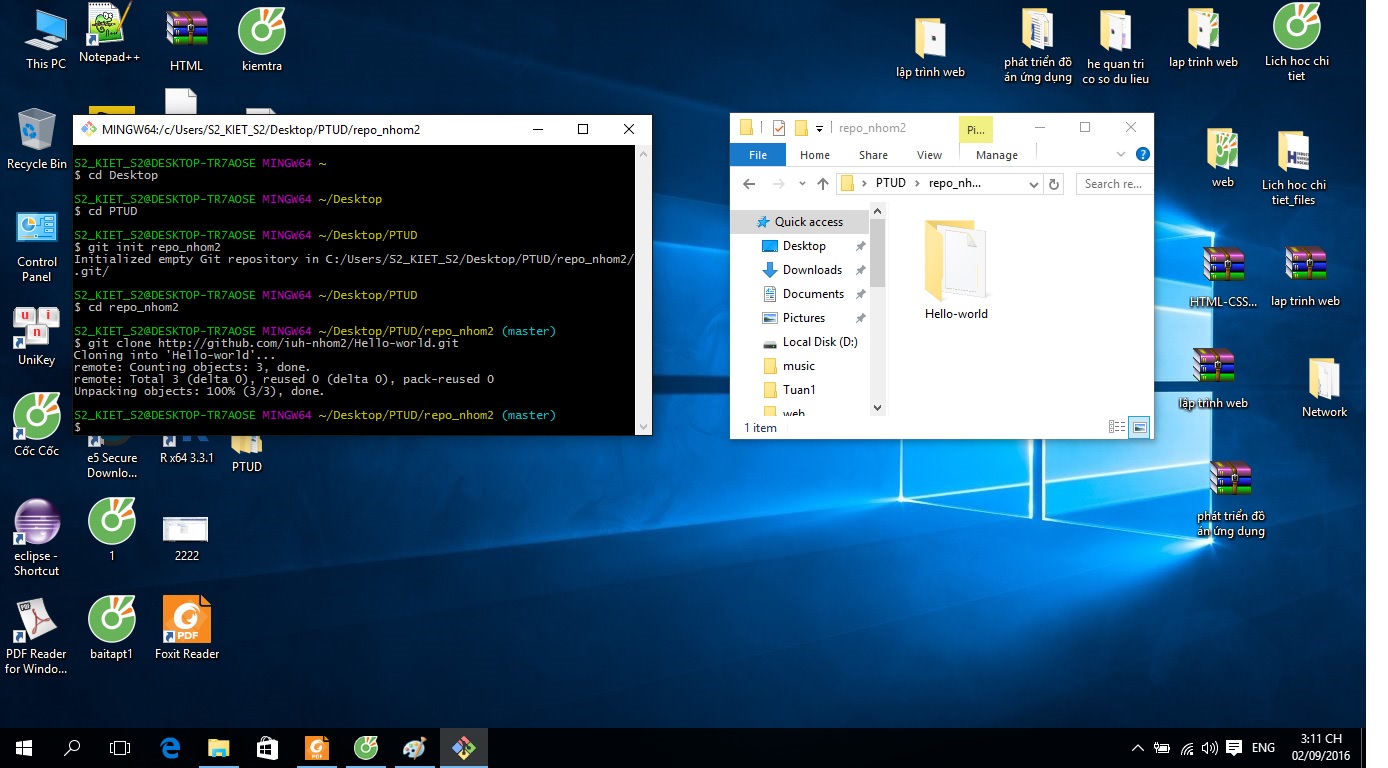 This PC
Notepad++
HTML
kiemtra
lập trình web
phát triển đồ
án ứng dụng
he quan tri
co so du lieu
lap trinh web
Lich hoc chi
tiet
Recycle Bin
Control
Panel
UniKey
Cốc Cốc
e5 Secure
Downlo...
R x64 3.3.1
PTUD
eclipse -
Shortcut
1
2222
PDF Reader
for Windo...
baitapt1
Foxit Reader
MINGW64:/c/Users/S2_KIET_S2/Desktop/PTUD/repo_nhom2
S2_KIET_S2@DESKTOP-TR7AOSE MINGW64 ~
$ cd Desktop
S2_KIET_S2@DESKTOP-TR7AOSE MINGW64 ~/Desktop
$ cd PTUD
S2_KIET_S2@DESKTOP-TR7AOSE MINGW64 ~/Desktop/PTUD
$ git init repo_nhom2
Initialized empty Git repository in C:/Users/S2_KIET_S2/Desktop/PTUD/repo_nhom2/
.git/
S2_KIET_S2@DESKTOP-TR7AOSE MINGW64 ~/Desktop/PTUD
$ cd repo_nhom2
S2_KIET_S2@DESKTOP-TR7AOSE MINGW64 ~/Desktop/PTUD/repo_nhom2 (master)
$ git clone http://github.com/iuh-nhom2/Hello-world.git
Cloning into 'Hello-world'...
remote: Counting objects: 3, done.
remote: Total 3 (delta 0), reused 0 (delta 0), pack-reused 0
Unpacking objects: 100% (3/3), done.
S2_KIET_S2@DESKTOP-TR7AOSE MINGW64 ~/Desktop/PTUD/repo_nhom2 (master)
$
repo_nhom2
Pi...
File Home Share View Manage
PTUD repo_nh...
Search re...
Quick access
Desktop
Downloads
Documents
Pictures
Local Disk (D:)
music
Tuan1
web
Hello-world
1 item
web
Lich hoc chi
tiet_files
HTML-CSS...
lap trinh web
lập trình web
Network
phát triển đồ
án ứng dụng
ENG
3:11 CH
02/09/2016